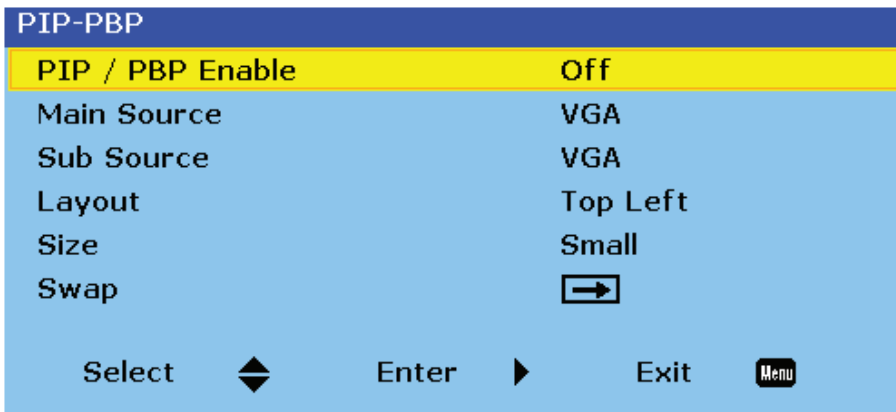 PIP-PBP
PIP / PBP Enable Off
Main Source VGA
Sub Source VGA
Layout Top Left
Size Small
Swap
Select Enter Exit Menu